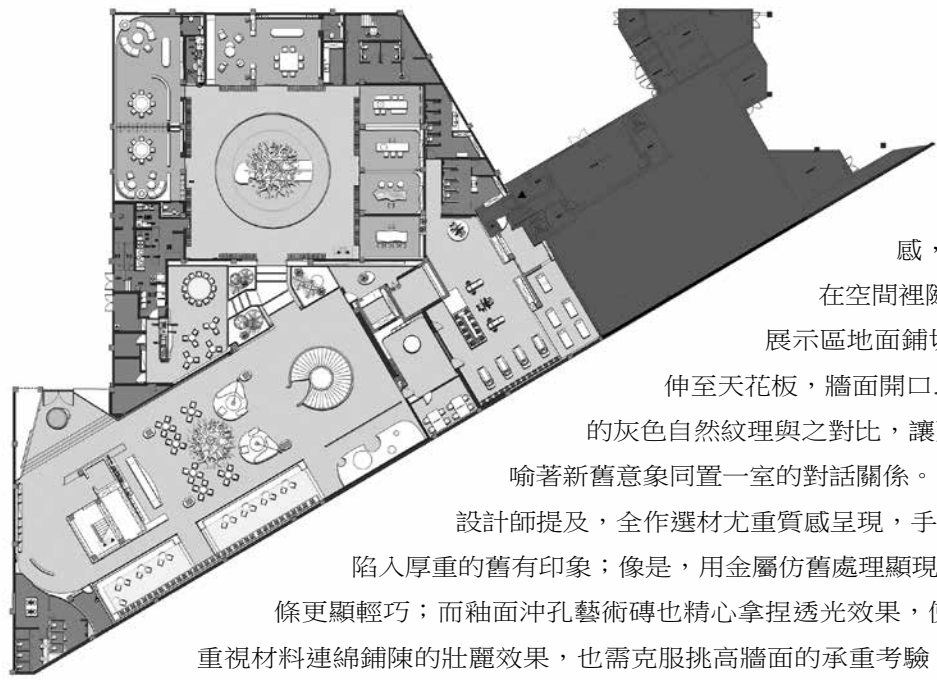 感，
在空間裡隨
展示區地面鋪
伸至天花板，牆面開口
的灰色自然紋理與之對比，讓
喻著新舊意象同置一室的對話關係。
設計師提及，全作選材尤重質感呈現，手
陷入厚重的舊有印象；像是，用金屬仿舊處理顯現
條更顯輕巧；而釉面沖孔藝術磚也精心拿捏透光效果，
重視材料連綿鋪陳的壯麗效果，也需克服挑高牆面的承重考驗